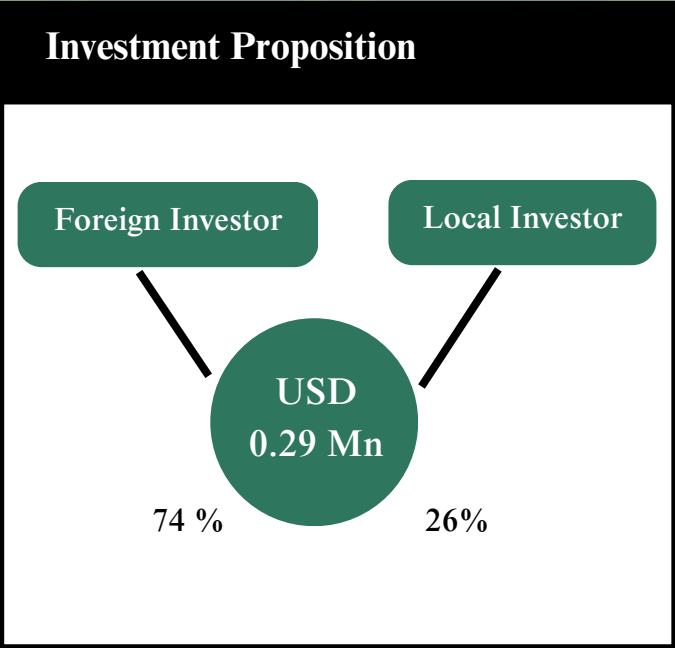 Investment Proposition
Foreign Investor
Local Investor
USD
0.29 Mn
74 %
26%